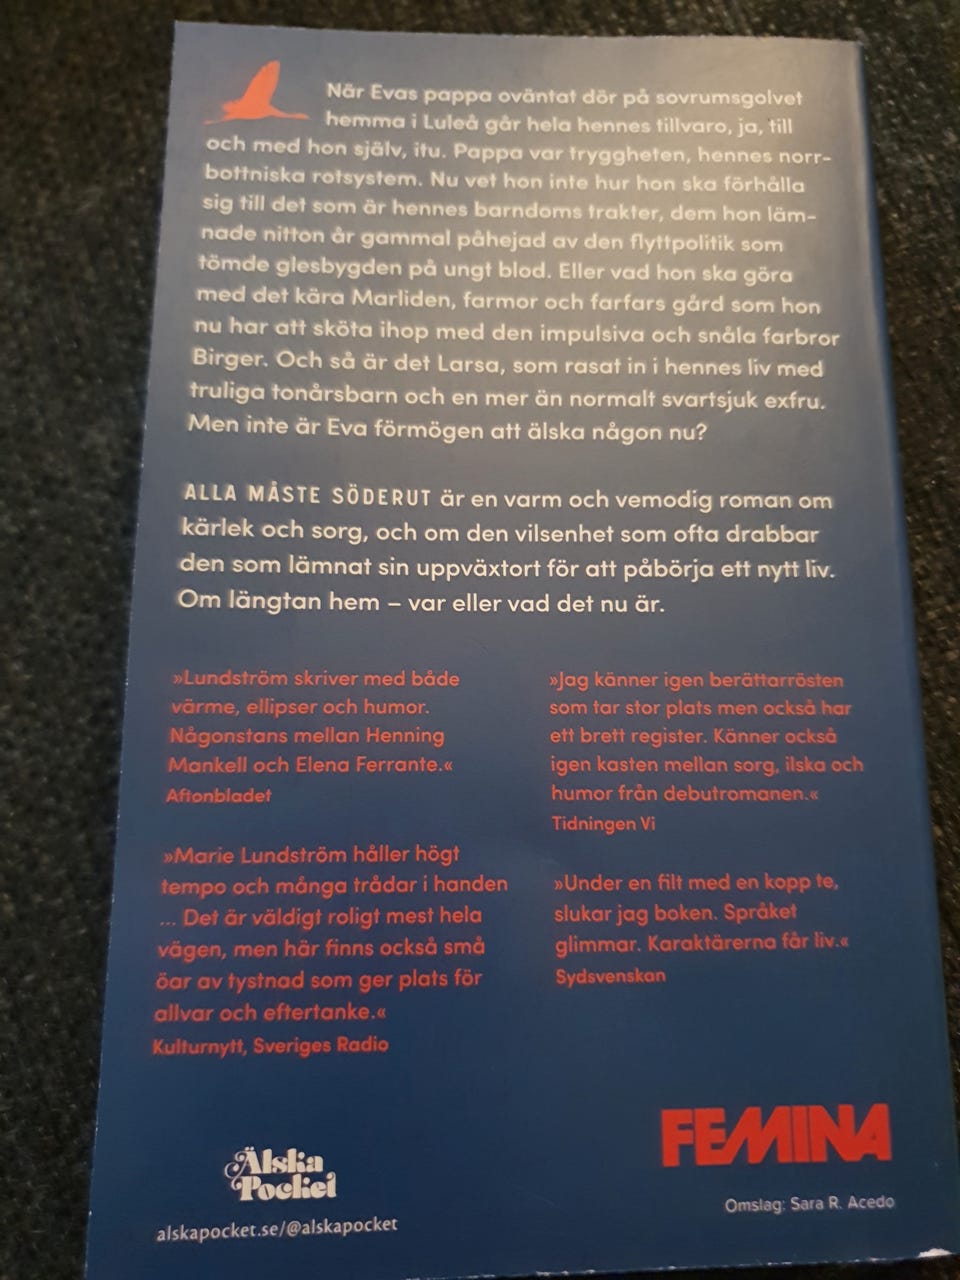 När Evas pappa oväntat dör på sovrumsgolvet
hemma i Luleå går hela hennes tillvaro, ja, till
och med hon själv, itu. Pappa var tryggheten, hennes norr-
bottniska rotsystem. Nu vet hon inte hur hon ska förhålla
sig till det som är hennes barndoms trakter, dem hon läm-
nade nitton år gammal påhejad av den flyttpolitik som
tömde glesbygden på ungt blod. Eller vad hon ska göra
med det kära Marliden, farmor och farfars gård som hon
nu har att sköta ihop med den impulsiva och snåla farbror
Birger. Och så är det Larsa, som rasat in i hennes liv med
truliga tonårsbarn och en mer än normalt svartsjuk exfru.
Men inte är Eva förmögen att älska någon nu?
ALLA MÅSTE SÖDERUT är en varm och vemodig roman om
kärlek och sorg, och om den vilsenhet som ofta drabbar
den som lämnat sin uppväxtort för att påbörja ett nytt liv.
Om längtan hem – var eller vad det nu är.
»Lundström skriver med både
värme, ellipser och humor.
Någonstans mellan Henning
Mankell och Elena Ferrante.«
Aftonbladet
»Marie Lundström håller högt
tempo och många trådar i handen
... Det är väldigt roligt mest hela
vägen, men här finns också små
öar av tystnad som ger plats för
allvar och eftertanke.«
Kulturnytt, Sveriges Radio
»Jag känner igen berättarrösten
som tar stor plats men också har
ett brett register. Känner också
igen kasten mellan sorg, ilska och
humor från debutromanen.«
Tidningen Vi
»Under en filt med en kopp te,
slukar jag boken. Språket
glimmar. Karaktärerna får liv.«
Sydsvenskan
FEMINA
Älska
Pocket
alskapocket.se/@alskapocket
Omslag: Sara R. Acedo